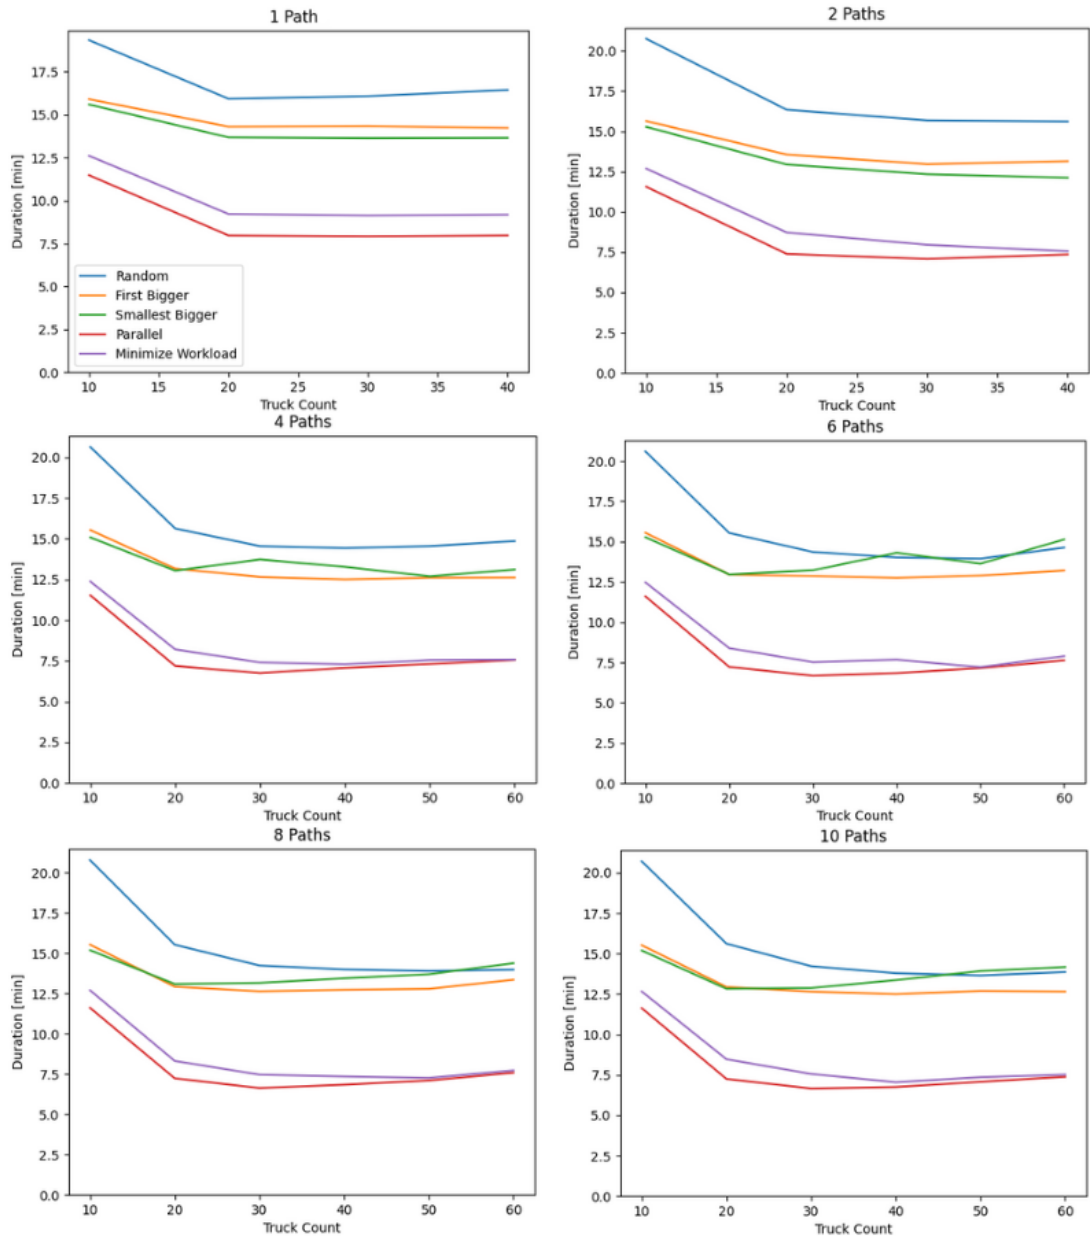 1 Path
17.5
15.0
12.5
10.0
7.5
5.0
2.5
0.0
Duration [min]
Random
First Bigger
Smallest Bigger
Parallel
Minimize Workload
10 15 20 25 30 35 40
Truck Count
2 Paths
20.0
17.5
15.0
12.5
10.0
7.5
5.0
2.5
0.0
Duration [min]
10 15 20 25 30 35 40
Truck Count
4 Paths
20.0
17.5
15.0
12.5
10.0
7.5
5.0
2.5
0.0
Duration [min]
10 20 30 40 50 60
Truck Count
6 Paths
20.0
17.5
15.0
12.5
10.0
7.5
5.0
2.5
0.0
Duration [min]
10 20 30 40 50 60
Truck Count
8 Paths
20.0
17.5
15.0
12.5
10.0
7.5
5.0
2.5
0.0
Duration [min]
10 20 30 40 50 60
Truck Count
10 Paths
20.0
17.5
15.0
12.5
10.0
7.5
5.0
2.5
0.0
Duration [min]
10 20 30 40 50 60
Truck Count